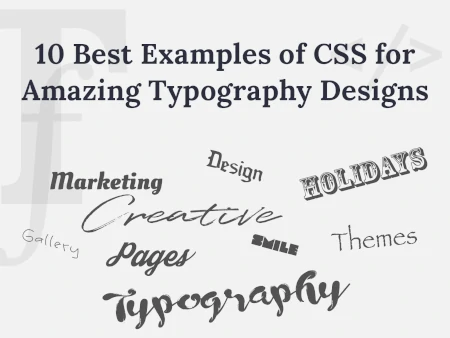 10 Best Examples of CSS for
Amazing Typography Designs
Design
HOLIDAYS
Marketing
Creative
Gallery
Pages
SMILE
Themes
Typography